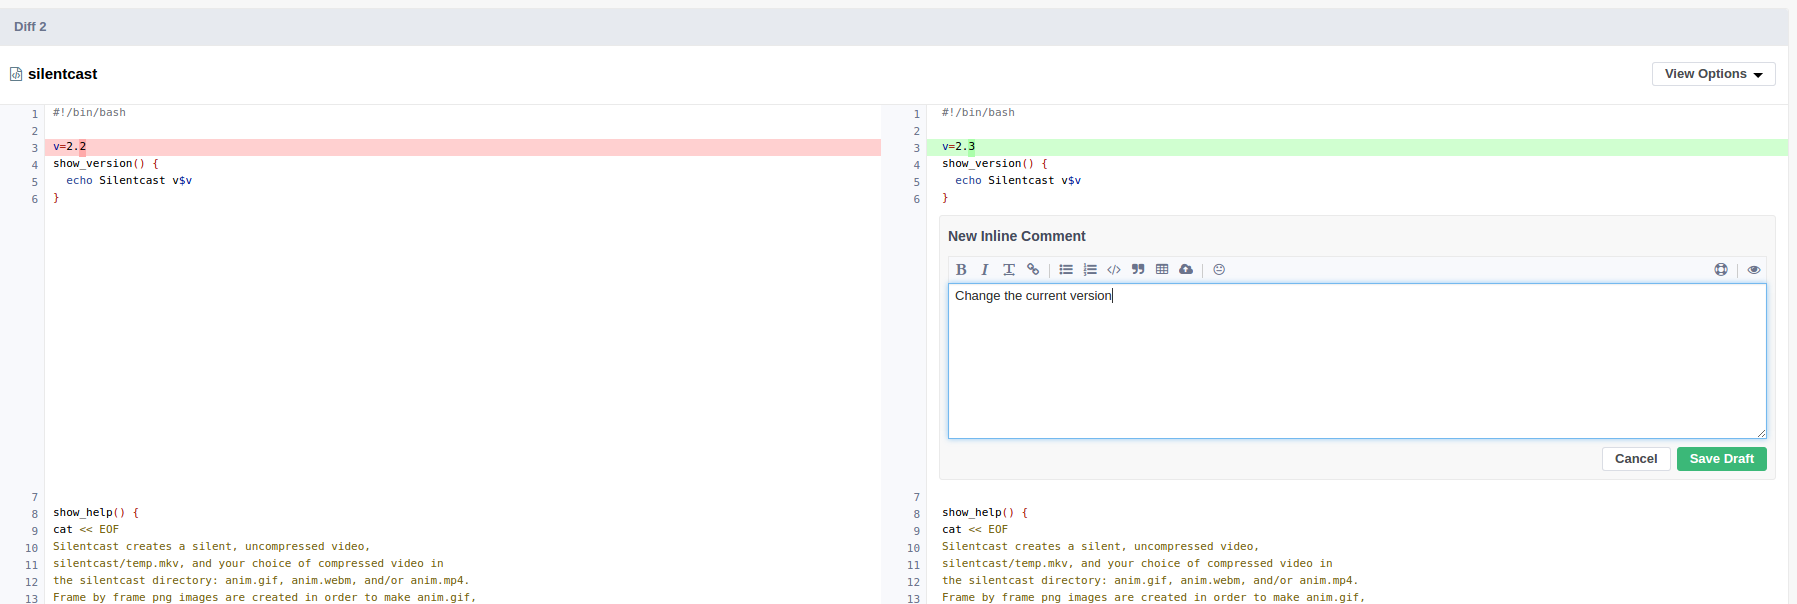 Diff 2
silentcast
View Options
1 #!/bin/bash
2
3 v=2.2
4 show_version() {
5 echo Silentcast v$v
6 }
1 #!/bin/bash
2
3 v=2.3
4 show_version() {
5 echo Silentcast v$v
6 }
New Inline Comment
B I T
Change the current version
Cancel Save Draft
7
8 show_help() {
9 cat << EOF
10 Silentcast creates a silent, uncompressed video,
11 silentcast/temp.mkv, and your choice of compressed video in
12 the silentcast directory: anim.gif, anim.webm, and/or anim.mp4.
13 Frame by frame png images are created in order to make anim.gif,
7
8 show_help() {
9 cat << EOF
10 Silentcast creates a silent, uncompressed video,
11 silentcast/temp.mkv, and your choice of compressed video in
12 the silentcast directory: anim.gif, anim.webm, and/or anim.mp4.
13 Frame by frame png images are created in order to make anim.gif,